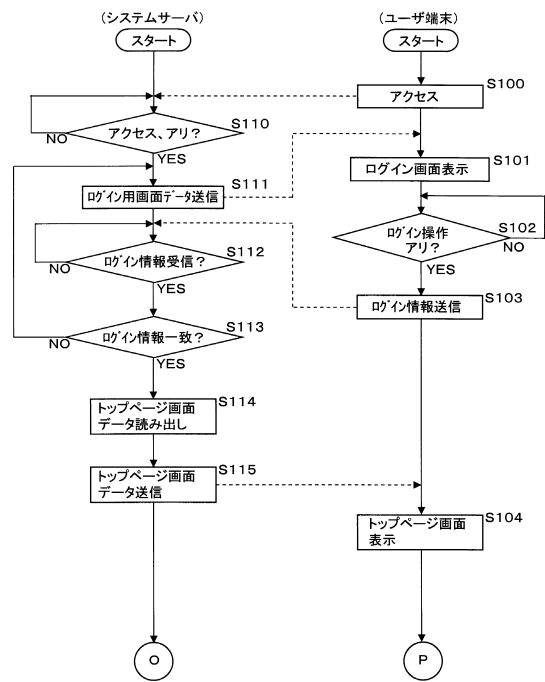 (システムサーバ)
スタート
アクセス、アリ?
S110
NO
YES
ログイン用画面データ送信
S111
ログイン情報受信?
S112
NO
YES
ログイン情報一致?
S113
NO
YES
トップページ画面
データ読み出し
S114
トップページ画面
データ送信
S115
O
(ユーザ端末)
スタート
アクセス
S100
ログイン画面表示
S101
ログイン操作
アリ?
S102
NO
YES
ログイン情報送信
S103
トップページ画面
表示
S104
P